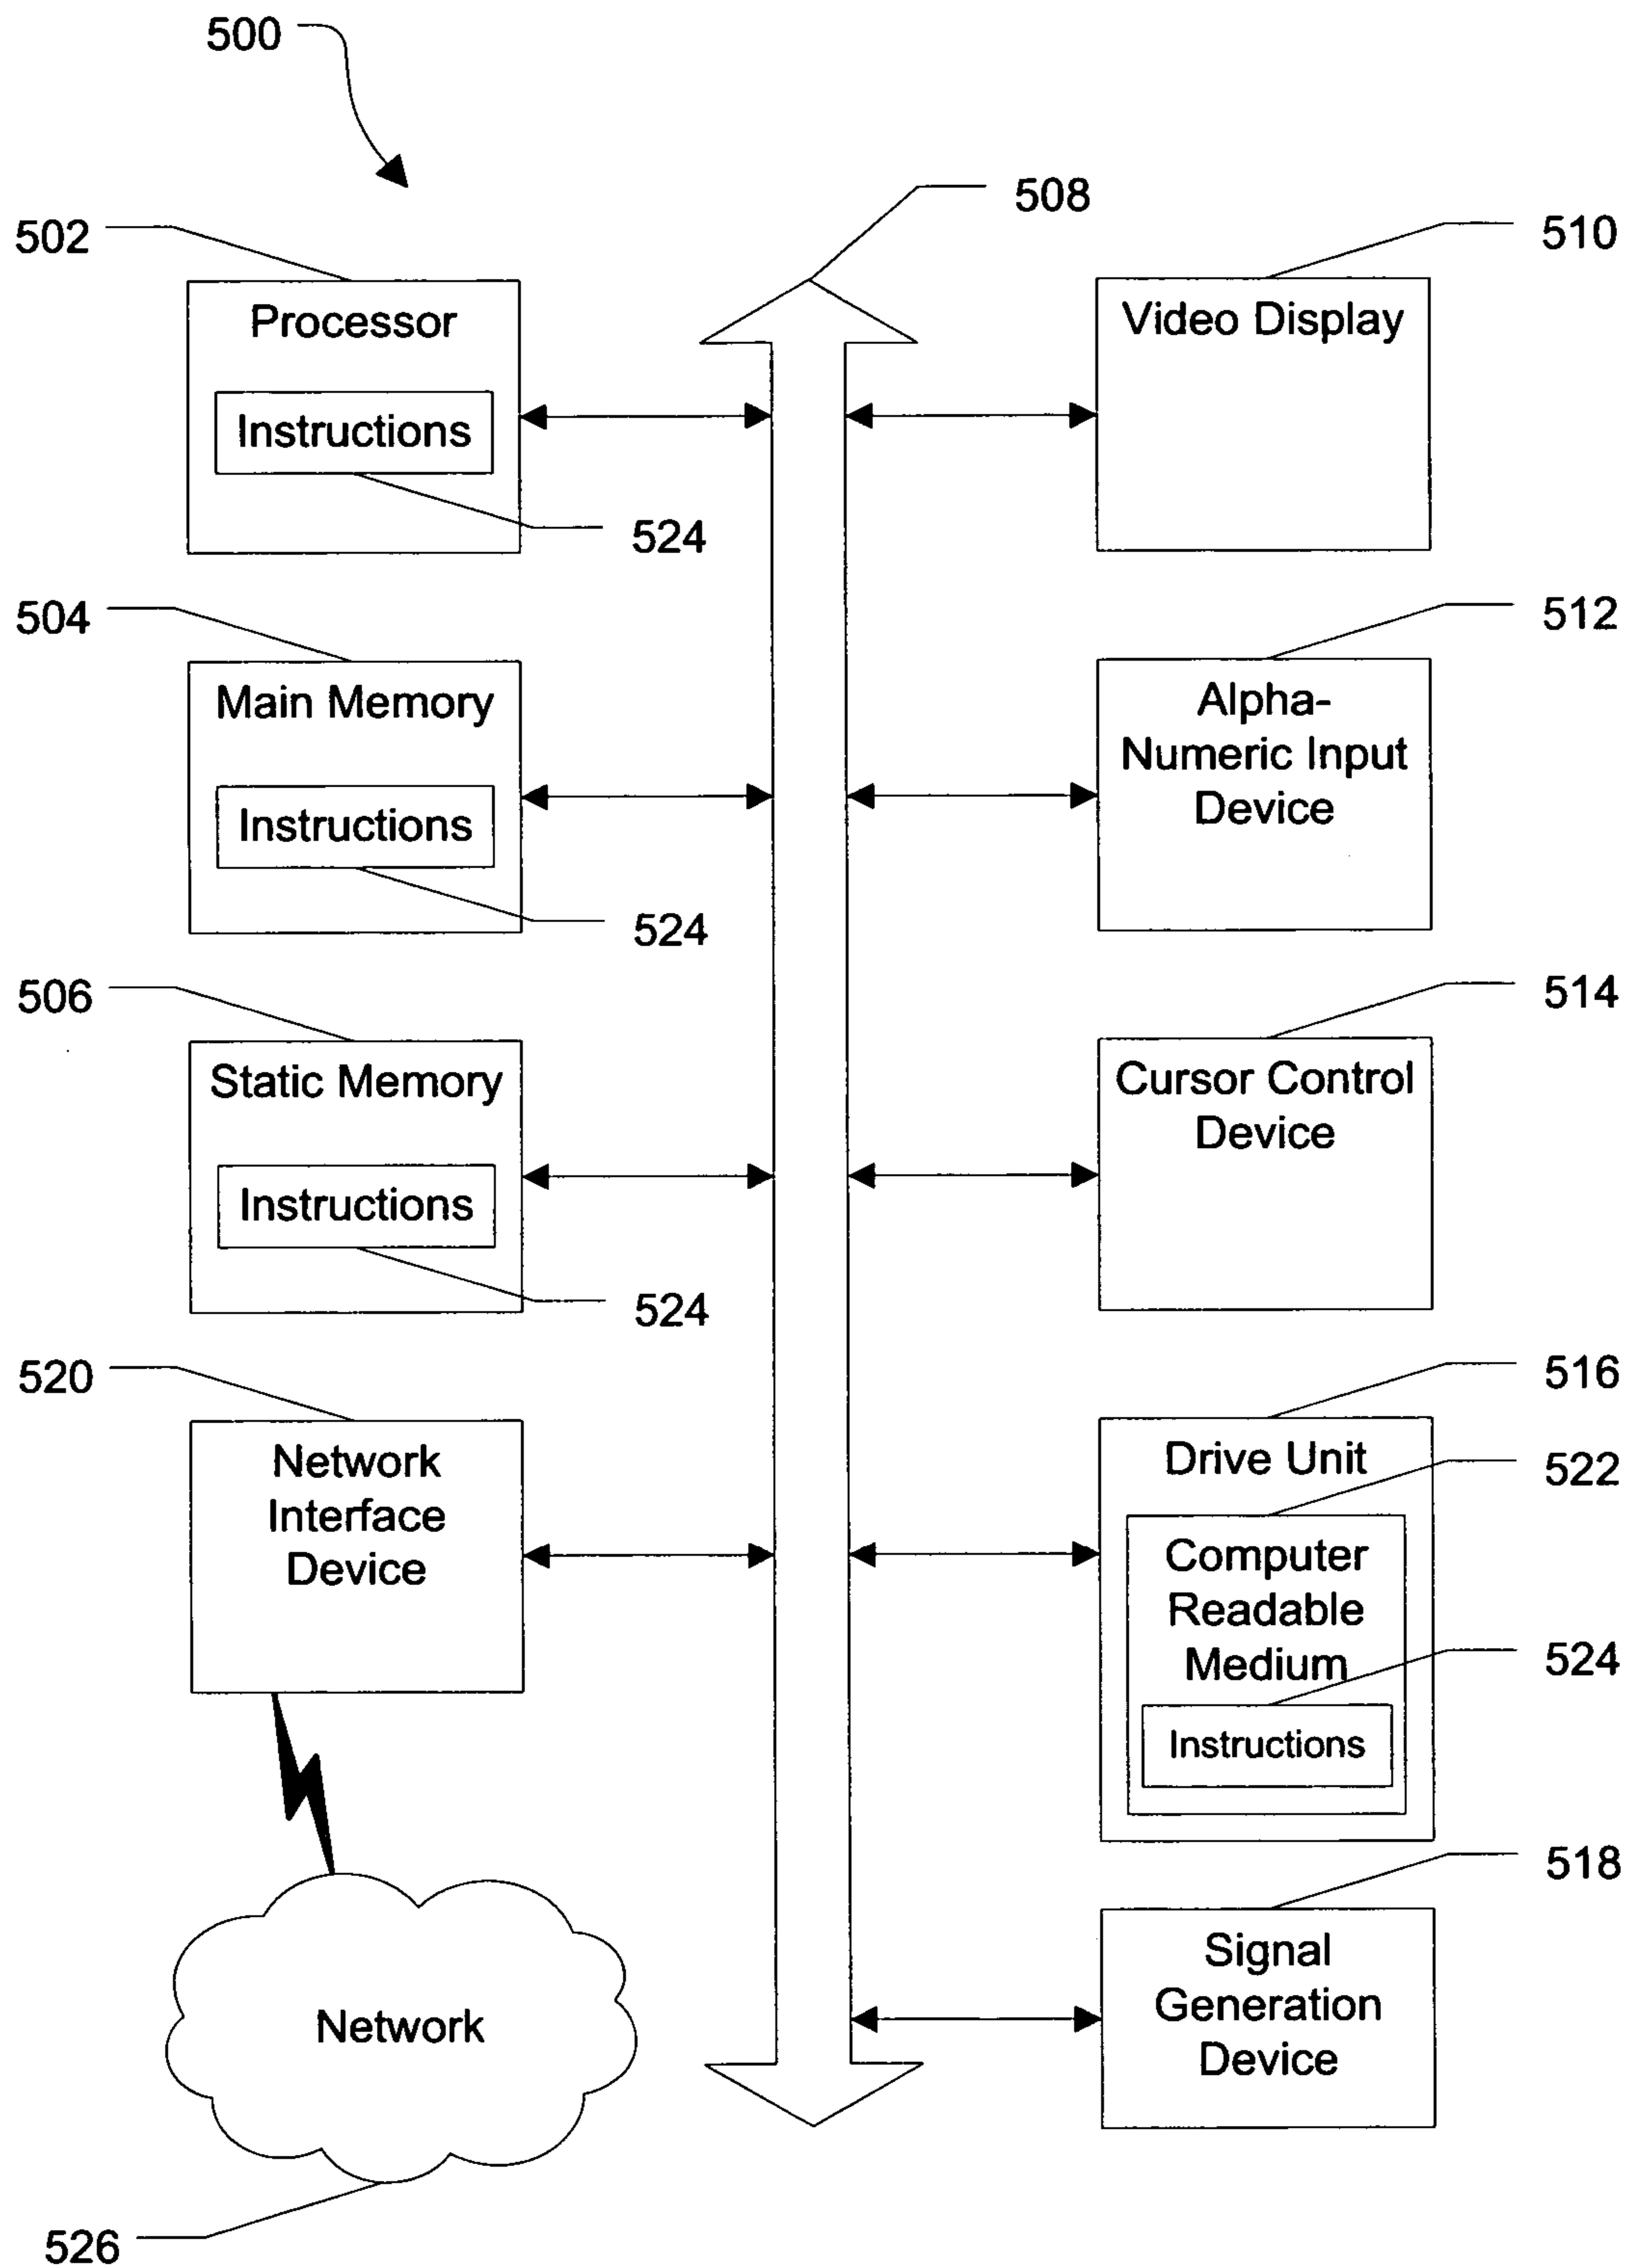 500
508
502
510
Processor
Instructions
524
Video Display
504
512
Main Memory
Instructions
524
Alpha-
Numeric Input
Device
506
514
Static Memory
Instructions
524
Cursor Control
Device
520
516
Network
Interface
Device
Drive Unit
522
Computer
Readable
Medium
524
Instructions
518
Signal
Generation
Device
Network
526